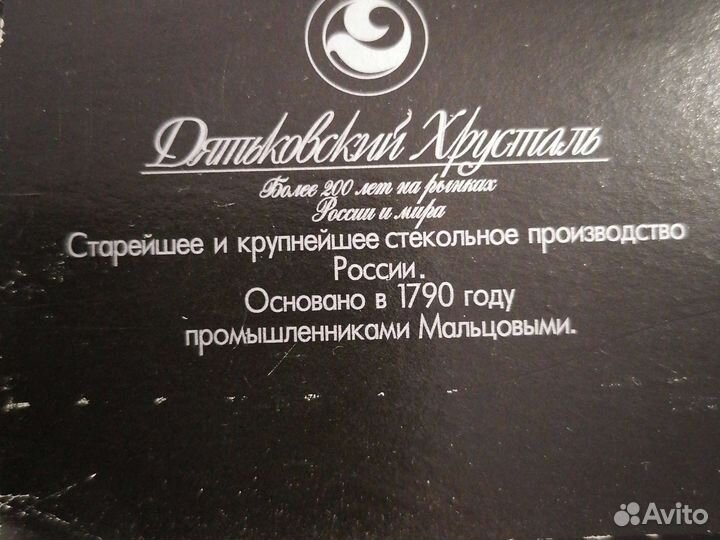 Дятьковский Хрусталь
Более 200 лет на рынках
России и мира
Старейшее и крупнейшее стекольное производство
России.
Основано в 1790 году
промышленниками Мальцовыми.
Avito